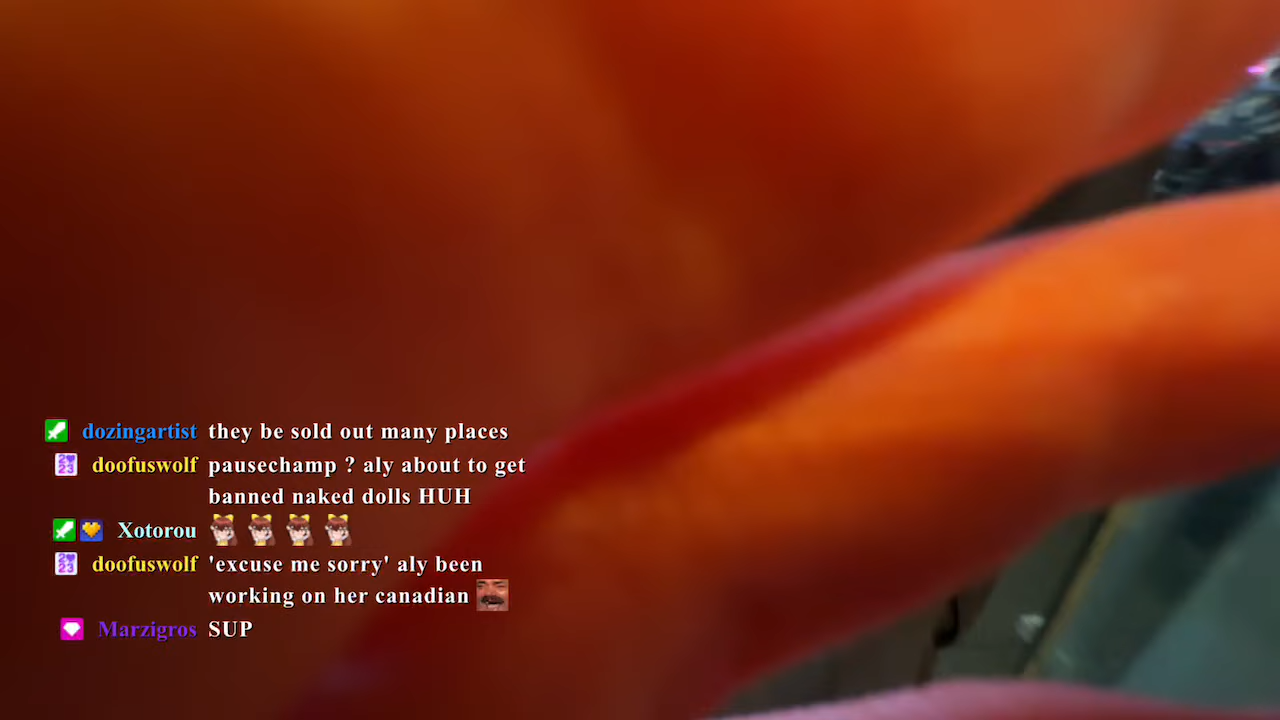 dozingartist they be sold out many places
doofuswolf pausechamp ? aly about to get
banned naked dolls HUH
Xotorou
doofuswolf 'excuse me sorry' aly been
working on her canadian
Marzigros SUP